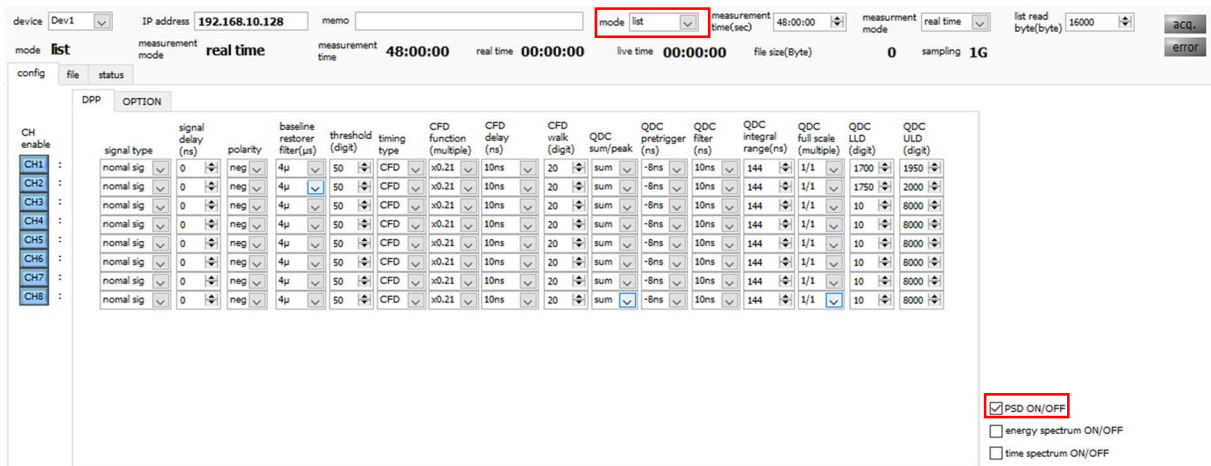 device Dev1 IP address 192.168.10.128 memo mode list measurement time(sec) 48:00:00 measurment mode real time list read byte(byte) 16000 acq.
mode list measurement mode real time measurement time 48:00:00 real time 00:00:00 live time 00:00:00 file size(Byte) 0 sampling 1G error
config file status
DPP OPTION
CH enable signal type signal delay (ns) polarity baseline restorer filter(μs) threshold (digit) timing type CFD function (multiple) CFD delay (ns) CFD walk (digit) QDC sum/peak QDC pretrigger (ns) QDC filter (ns) QDC integral range(ns) QDC full scale (multiple) QDC LLD (digit) QDC ULD (digit)
CH1 : nomal sig 0 neg 4μ 50 CFD x0.21 10ns 20 sum -8ns 10ns 144 1/1 1700 1950
CH2 : nomal sig 0 neg 4μ 50 CFD x0.21 10ns 20 sum -8ns 10ns 144 1/1 1750 2000
CH3 : nomal sig 0 neg 4μ 50 CFD x0.21 10ns 20 sum -8ns 10ns 144 1/1 10 8000
CH4 : nomal sig 0 neg 4μ 50 CFD x0.21 10ns 20 sum -8ns 10ns 144 1/1 10 8000
CH5 : nomal sig 0 neg 4μ 50 CFD x0.21 10ns 20 sum -8ns 10ns 144 1/1 10 8000
CH6 : nomal sig 0 neg 4μ 50 CFD x0.21 10ns 20 sum -8ns 10ns 144 1/1 10 8000
CH7 : nomal sig 0 neg 4μ 50 CFD x0.21 10ns 20 sum -8ns 10ns 144 1/1 10 8000
CH8 : nomal sig 0 neg 4μ 50 CFD x0.21 10ns 20 sum -8ns 10ns 144 1/1 10 8000
PSD ON/OFF
energy spectrum ON/OFF
time spectrum ON/OFF